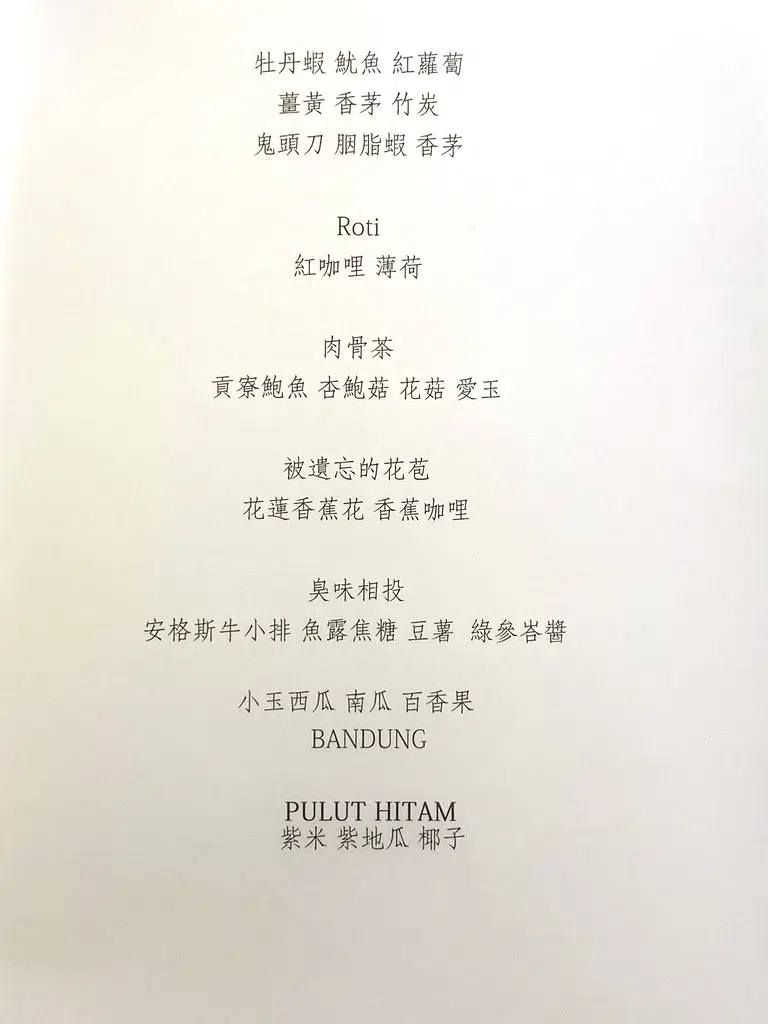 牡丹蝦 魷魚 紅蘿蔔
薑黃 香茅 竹炭
鬼頭刀 胭脂蝦 香茅
Roti
紅咖哩 薄荷
肉骨茶
貢寮鮑魚 杏鮑菇 花菇 愛玉
被遺忘的花苞
花蓮香蕉花 香蕉咖哩
臭味相投
安格斯牛小排 魚露焦糖 豆薯 綠參峇醬
小玉西瓜 南瓜 百香果
BANDUNG
PULUT HITAM
紫米 紫地瓜 椰子